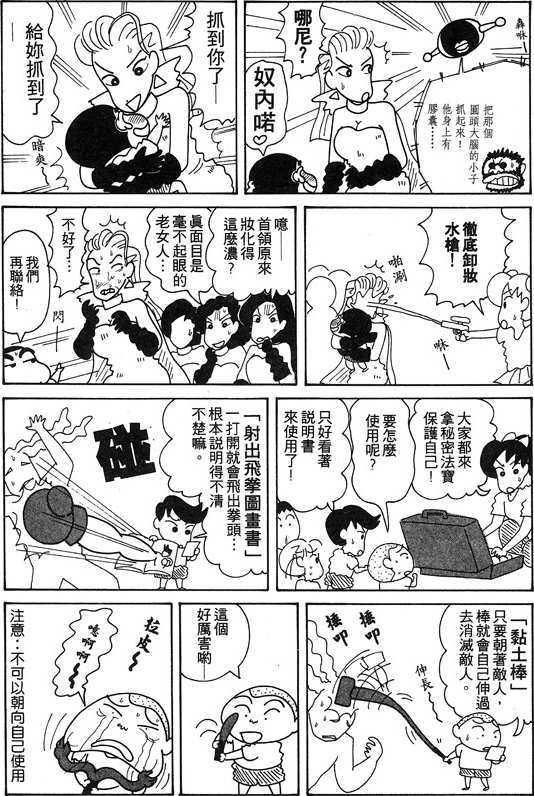 轟咻—
把那個
圓頭大腦的小子
抓起來！
他身上有
膠囊……
哪尼？
奴內喏
抓到你了—
給妳抓到了
—
暗爽
徹底卸妝
水槍！
啪涮
咻—
噫—
首領原來
妝化得
這麼濃？
眞面目是
毫不起眼的
老女人…
不好了…
閃—
我們
再聯絡！
大家都來
拿秘密法寶
保護自己！
要怎麼
使用呢？
只好看著
說明書
來使用了！
「射出飛拳圖畫書」
一打開就會飛出拳頭…
根本說明得不清
不楚嘛。
碰
「黏土棒」
只要朝著敵人，
棒就會自己伸過
去消滅敵人。
伸長—
捶叩
捶叩
這個
好厲害喲—
拉皮～
噫啊啊～
注意：不可以朝向自己使用